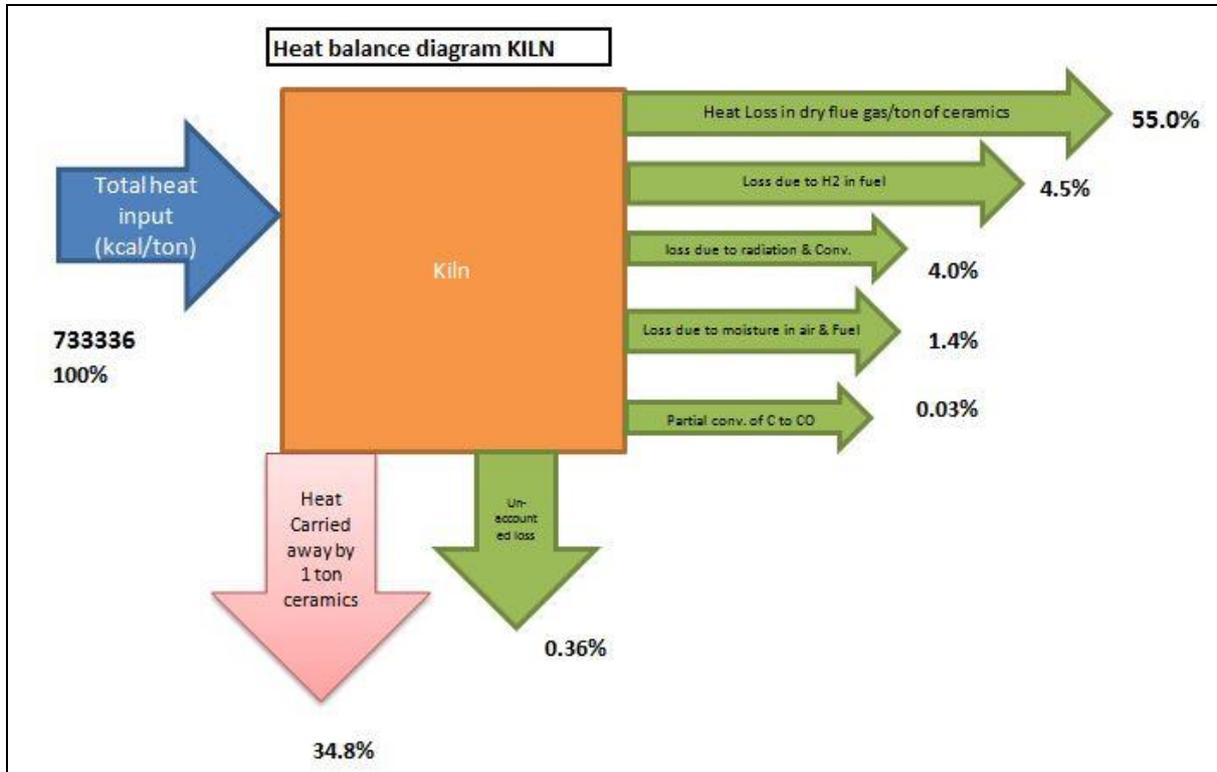 Heat balance diagram KILN
Total heat
input
(kcal/ton)
733336
100%
Kiln
Heat Loss in dry flue gas/ton of ceramics
55.0%
Loss due to H2 in fuel
4.5%
loss due to radiation & Conv.
4.0%
Loss due to moisture in air & Fuel
1.4%
Partial conv. of C to CO
0.03%
Heat
Carried
away by
1 ton
ceramics
34.8%
Un-
account
ed loss
0.36%